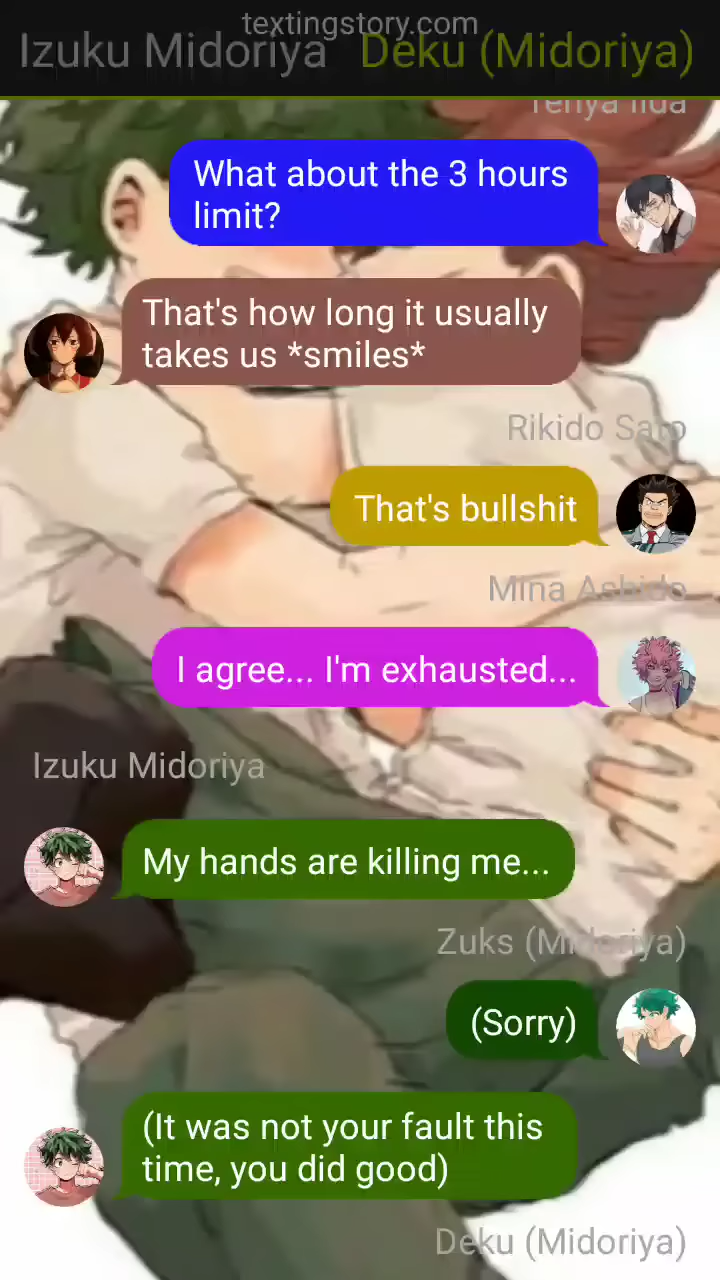 textingstory.com
Izuku Midoriya Deku (Midoriya)
Tenya Iida
What about the 3 hours
limit?
That's how long it usually
takes us *smiles*
Rikido Sato
That's bullshit
Mina Ashido
I agree... I'm exhausted...
Izuku Midoriya
My hands are killing me...
Zuks (Midoriya)
(Sorry)
(It was not your fault this
time, you did good)
Deku (Midoriya)